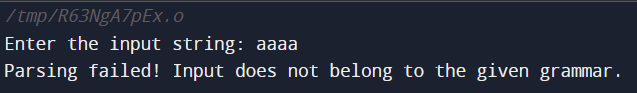 /tmp/R63NgA7pEx.o
Enter the input string: aaaa
Parsing failed! Input does not belong to the given grammar.